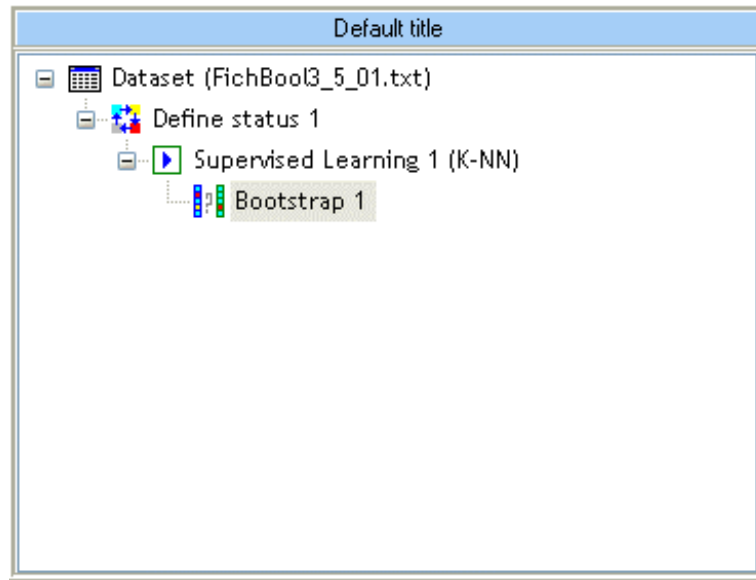 Default title
Dataset (FichBool3_5_01.txt)
Define status 1
Supervised Learning 1 (K-NN)
Bootstrap 1